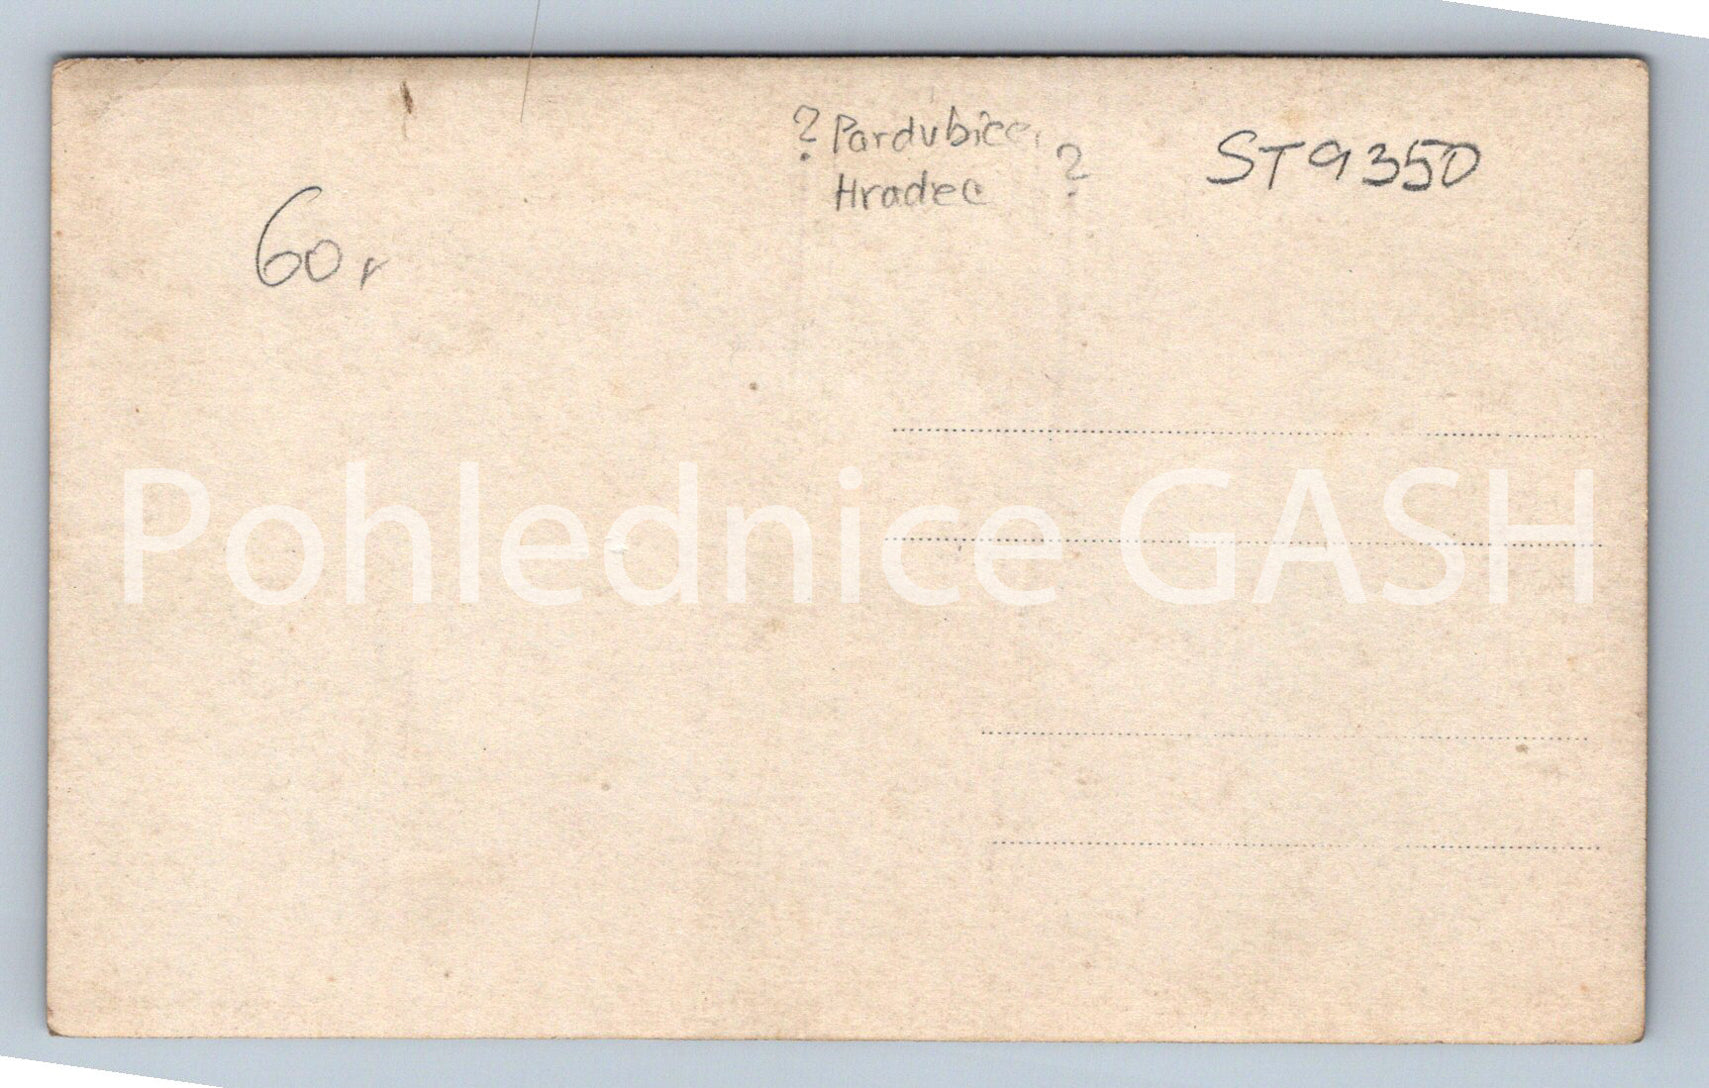 ? Pardubice,
Hradec ?
ST9350
60,-
Pohlednice GASH